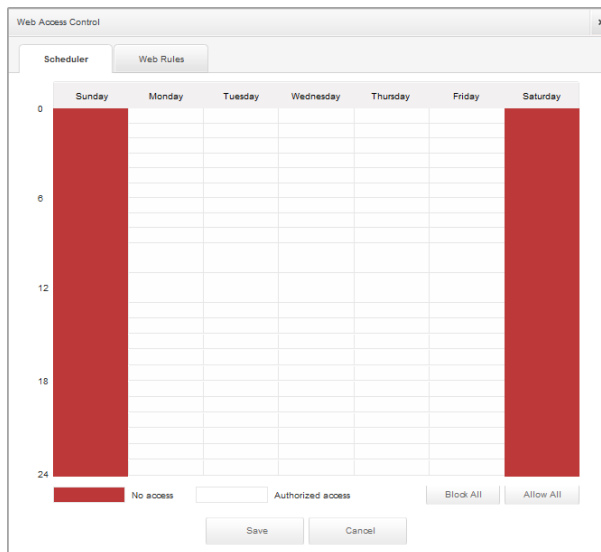 Web Access Control x
Scheduler Web Rules
Sunday Monday Tuesday Wednesday Thursday Friday Saturday
0
6
12
18
24
No access Authorized access Block All Allow All
Save Cancel